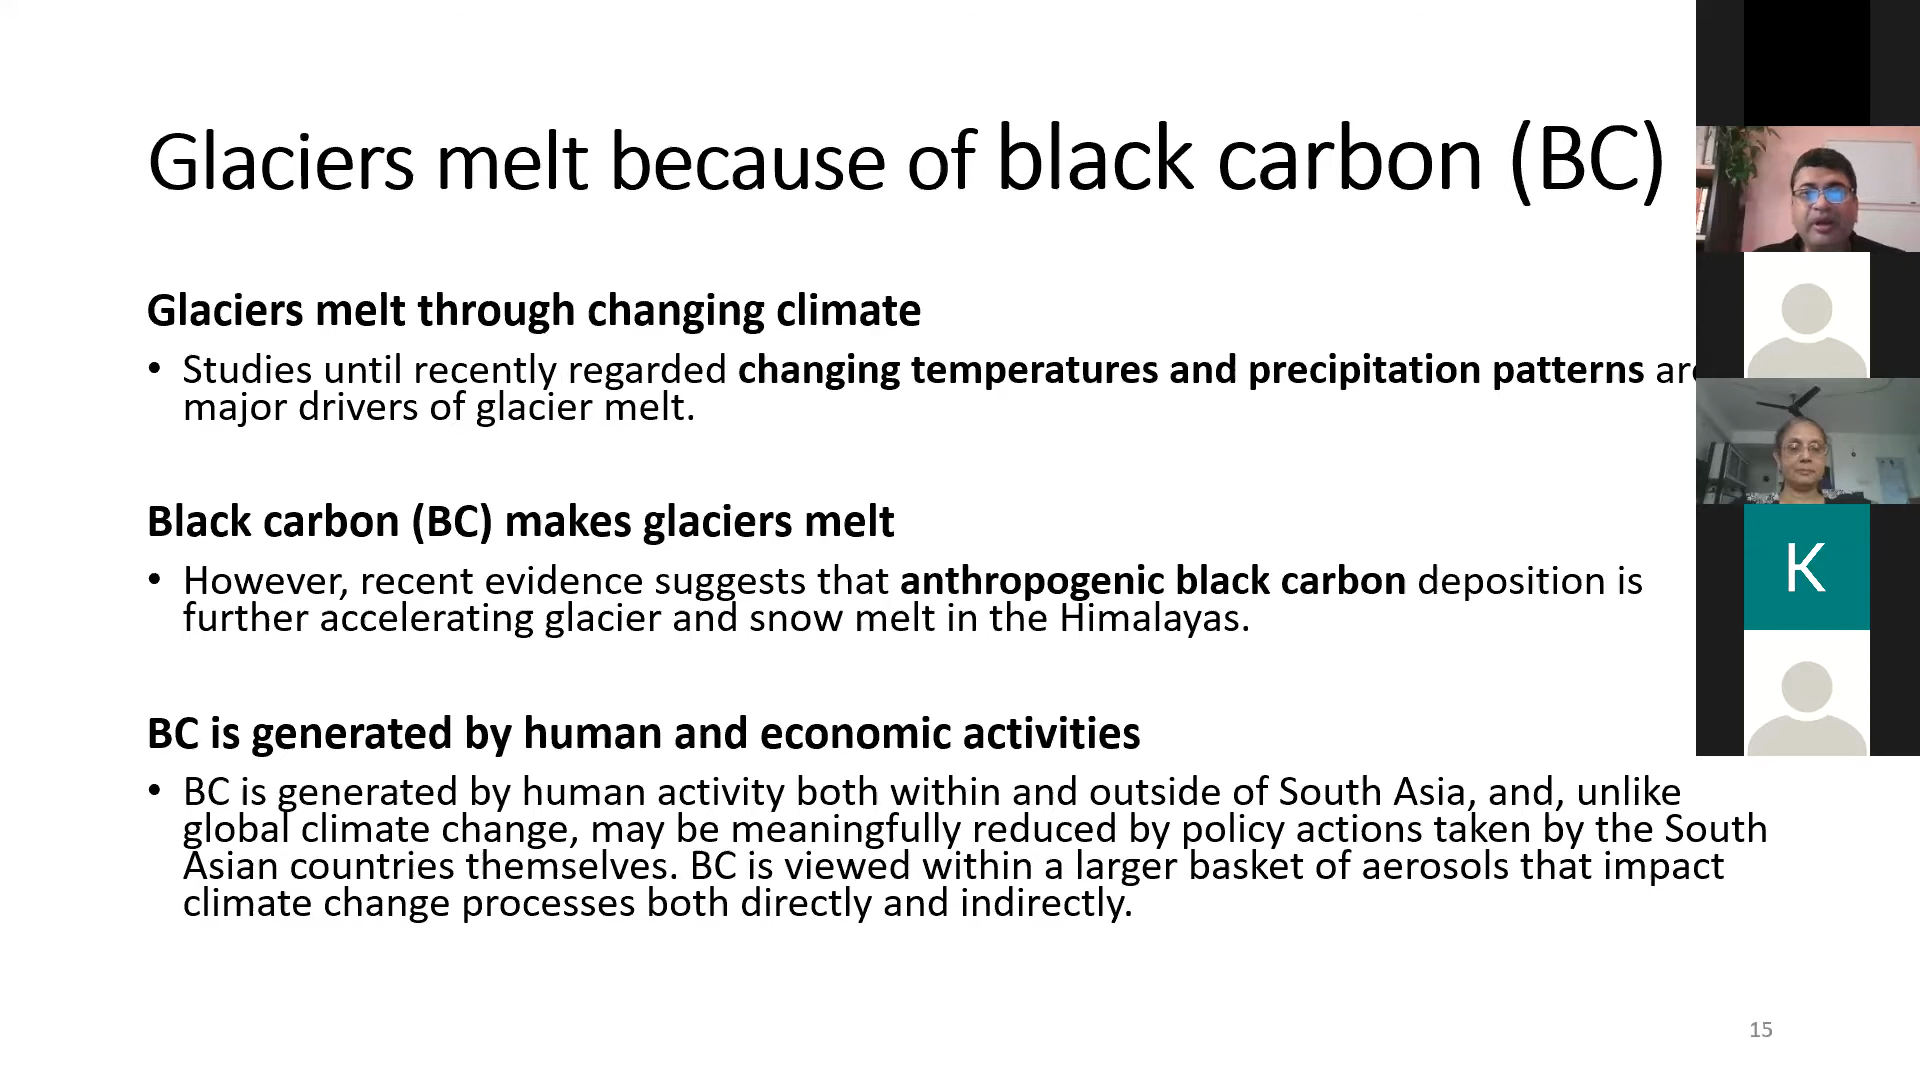 Glaciers melt because of black carbon (BC)
Glaciers melt through changing climate
• Studies until recently regarded changing temperatures and precipitation patterns are
major drivers of glacier melt.
Black carbon (BC) makes glaciers melt
• However, recent evidence suggests that anthropogenic black carbon deposition is
further accelerating glacier and snow melt in the Himalayas.
BC is generated by human and economic activities
• BC is generated by human activity both within and outside of South Asia, and, unlike
global climate change, may be meaningfully reduced by policy actions taken by the South
Asian countries themselves. BC is viewed within a larger basket of aerosols that impact
climate change processes both directly and indirectly.
K
15